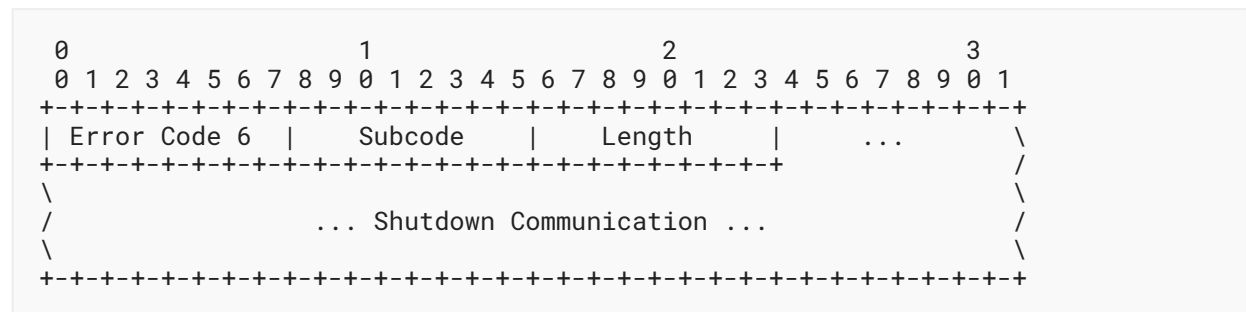 0                   1                   2                   3
 0 1 2 3 4 5 6 7 8 9 0 1 2 3 4 5 6 7 8 9 0 1 2 3 4 5 6 7 8 9 0 1
+-+-+-+-+-+-+-+-+-+-+-+-+-+-+-+-+-+-+-+-+-+-+-+-+-+-+-+-+-+-+-+-+
| Error Code 6  |    Subcode    |    Length     |     ...       \
+-+-+-+-+-+-+-+-+-+-+-+-+-+-+-+-+-+-+-+-+-+-+-+-+               /
\                                                               \
/                 ... Shutdown Communication ...                /
\                                                               \
+-+-+-+-+-+-+-+-+-+-+-+-+-+-+-+-+-+-+-+-+-+-+-+-+-+-+-+-+-+-+-+-+